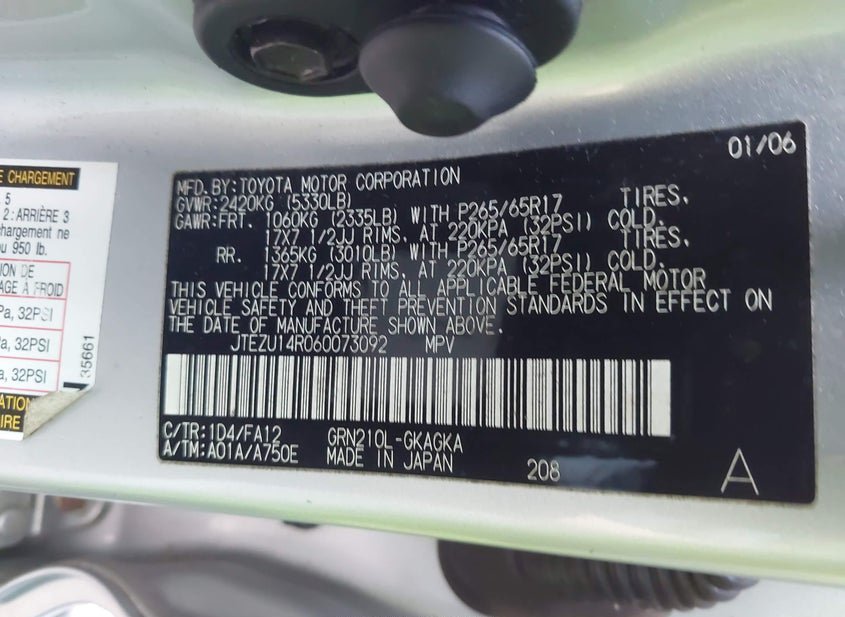 E CHARGEMENT
5
2 : ARRIÈRE 3
chargement ne
ou 950 lb.
ION DE
AGE À FROID
Pa, 32PSI
a, 32PSI
a, 32PSI
ATION
IRE
35661
01/06
MFD. BY: TOYOTA MOTOR CORPORATION
GVWR: 2420KG (5330LB)
GAWR: FRT. 1060KG (2335LB) WITH P265/65R17 TIRES.
17X7 1/2JJ RIMS. AT 220KPA (32PSI) COLD.
RR. 1365KG (3010LB) WITH P265/65R17 TIRES.
17X7 1/2JJ RIMS. AT 220KPA (32PSI) COLD.
THIS VEHICLE CONFORMS TO ALL APPLICABLE FEDERAL MOTOR
VEHICLE SAFETY AND THEFT PREVENTION STANDARDS IN EFFECT ON
THE DATE OF MANUFACTURE SHOWN ABOVE.
JTEZU14R060073092 MPV
C/TR: 1D4/FA12 GRN210L-GKAGKA
A/TM: A01A/A750E MADE IN JAPAN 208 A